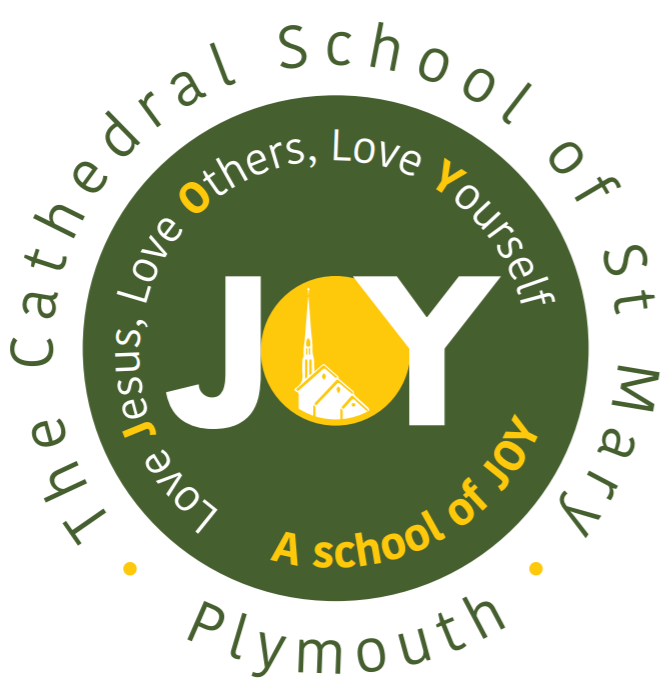 The Cathedral School of St Mary
Plymouth
Love Jesus, Love Others, Love Yourself
JOY
A school of JOY